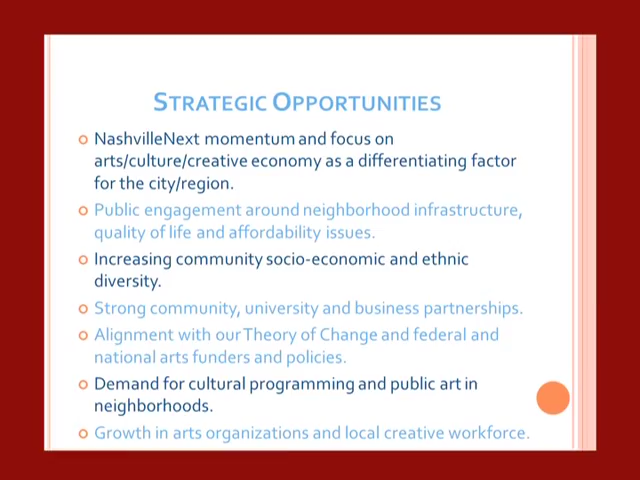 STRATEGIC OPPORTUNITIES
NashvilleNext momentum and focus on
arts/culture/creative economy as a differentiating factor
for the city/region.
Public engagement around neighborhood infrastructure,
quality of life and affordability issues.
Increasing community socio-economic and ethnic
diversity.
Strong community, university and business partnerships.
Alignment with our Theory of Change and federal and
national arts funders and policies.
Demand for cultural programming and public art in
neighborhoods.
Growth in arts organizations and local creative workforce.